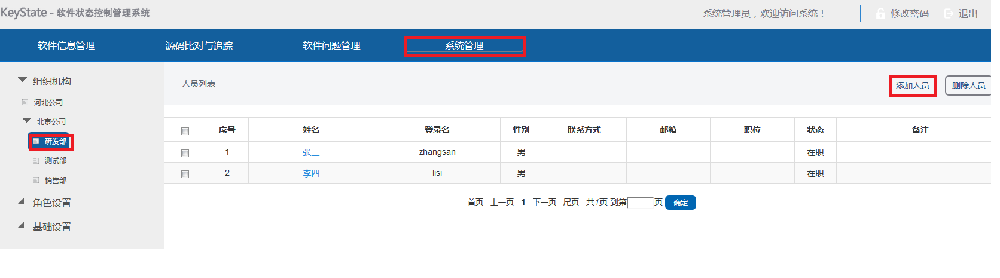 KeyState - 软件状态控制管理系统
系统管理员，欢迎访问系统！ 修改密码 退出
软件信息管理 源码比对与追踪 软件问题管理 系统管理
组织机构
河北公司
北京公司
研发部
测试部
销售部
角色设置
基础设置
人员列表 添加人员 删除人员
序号 姓名 登录名 性别 联系方式 邮箱 职位 状态 备注
1 张三 zhangsan 男 在职
2 李四 lisi 男 在职
首页 上一页 1 下一页 尾页 共1页 到第 页 确定